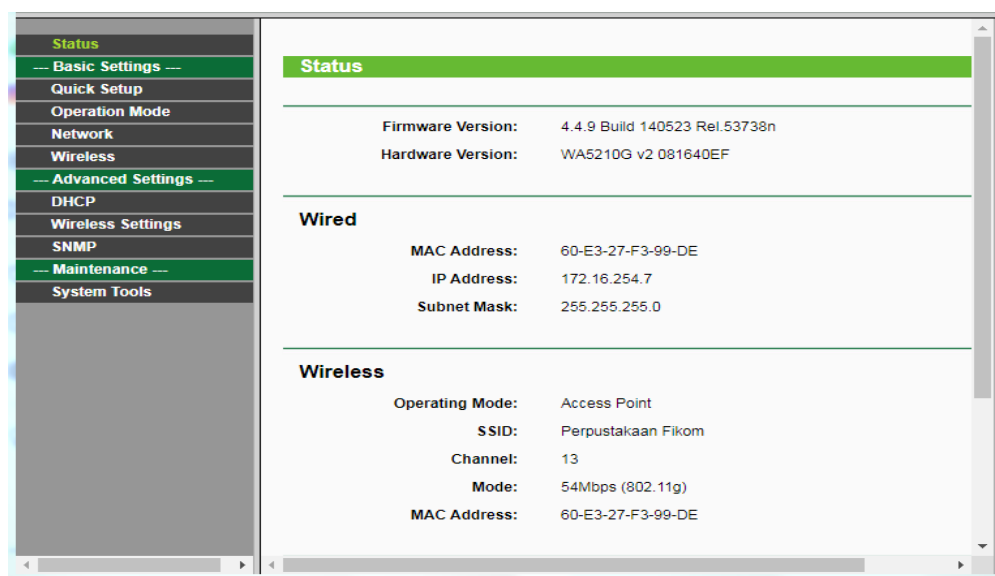 Status
--- Basic Settings ---
Quick Setup
Operation Mode
Network
Wireless
--- Advanced Settings ---
DHCP
Wireless Settings
SNMP
--- Maintenance ---
System Tools
Status
Firmware Version: 4.4.9 Build 140523 Rel.53738n
Hardware Version: WA5210G v2 081640EF
Wired
MAC Address: 60-E3-27-F3-99-DE
IP Address: 172.16.254.7
Subnet Mask: 255.255.255.0
Wireless
Operating Mode: Access Point
SSID: Perpustakaan Fikom
Channel: 13
Mode: 54Mbps (802.11g)
MAC Address: 60-E3-27-F3-99-DE